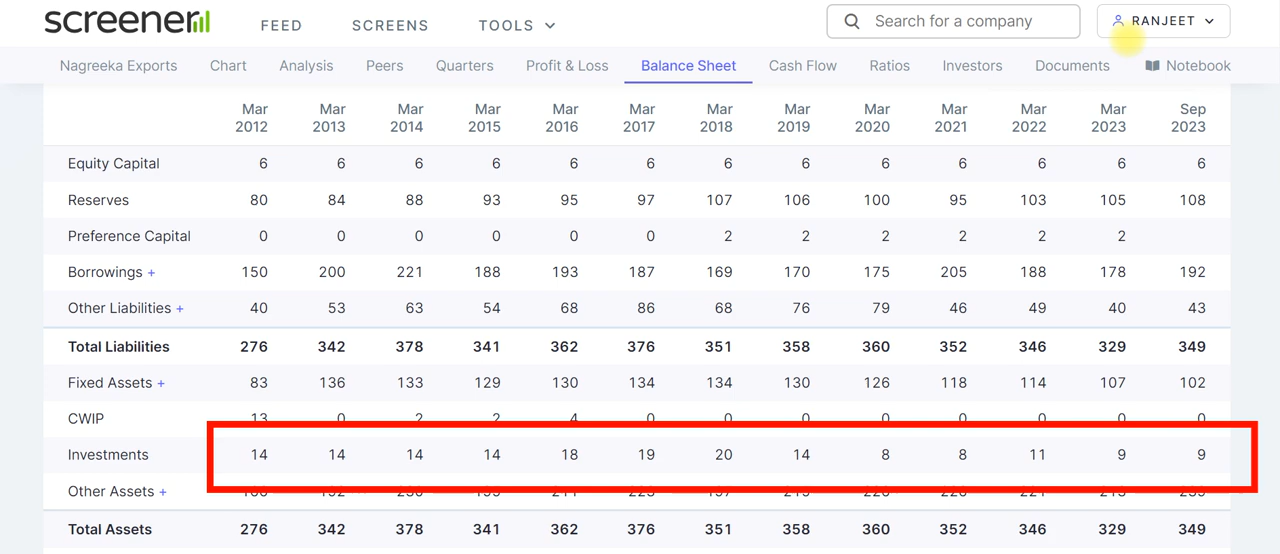 screener FEED SCREENS TOOLS Search for a company RANJEET
Nagreeka Exports Chart Analysis Peers Quarters Profit & Loss Balance Sheet Cash Flow Ratios Investors Documents Notebook
Mar Mar Mar Mar Mar Mar Mar Mar Mar Mar Mar Mar Sep
2012 2013 2014 2015 2016 2017 2018 2019 2020 2021 2022 2023 2023
Equity Capital 6 6 6 6 6 6 6 6 6 6 6 6 6
Reserves 80 84 88 93 95 97 107 106 100 95 103 105 108
Preference Capital 0 0 0 0 0 0 2 2 2 2 2 2
Borrowings + 150 200 221 188 193 187 169 170 175 205 188 178 192
Other Liabilities + 40 53 63 54 68 86 68 76 79 46 49 40 43
Total Liabilities 276 342 378 341 362 376 351 358 360 352 346 329 349
Fixed Assets + 83 136 133 129 130 134 134 130 126 118 114 107 102
CWIP 13 0 2 2 4 0 0 0 0 0 0 0 0
Investments 14 14 14 14 18 19 20 14 8 8 11 9 9
Other Assets +
Total Assets 276 342 378 341 362 376 351 358 360 352 346 329 349